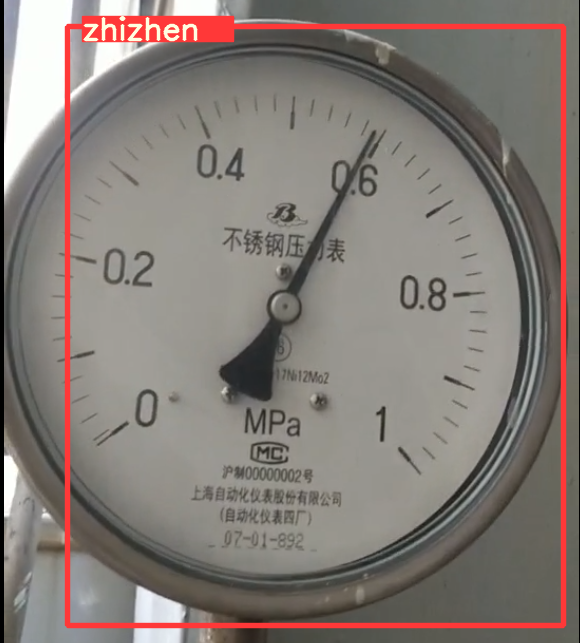 zhizhen
0.4
0.6
0.2
0.8
0
1
B
不锈钢压力表
17Ni12Mo2
MPa
MC
沪制00000002号
上海自动化仪表股份有限公司
(自动化仪表四厂)
07-01-892